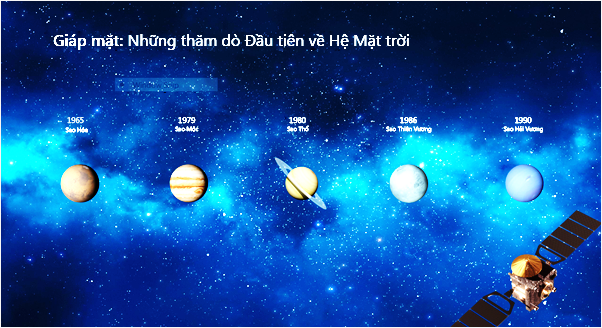 Giáp mặt: Những thăm dò Đầu tiên về Hệ Mặt trời
1965
Sao Hỏa
1979
Sao Mộc
1980
Sao Thổ
1986
Sao Thiên Vương
1990
Sao Hải Vương